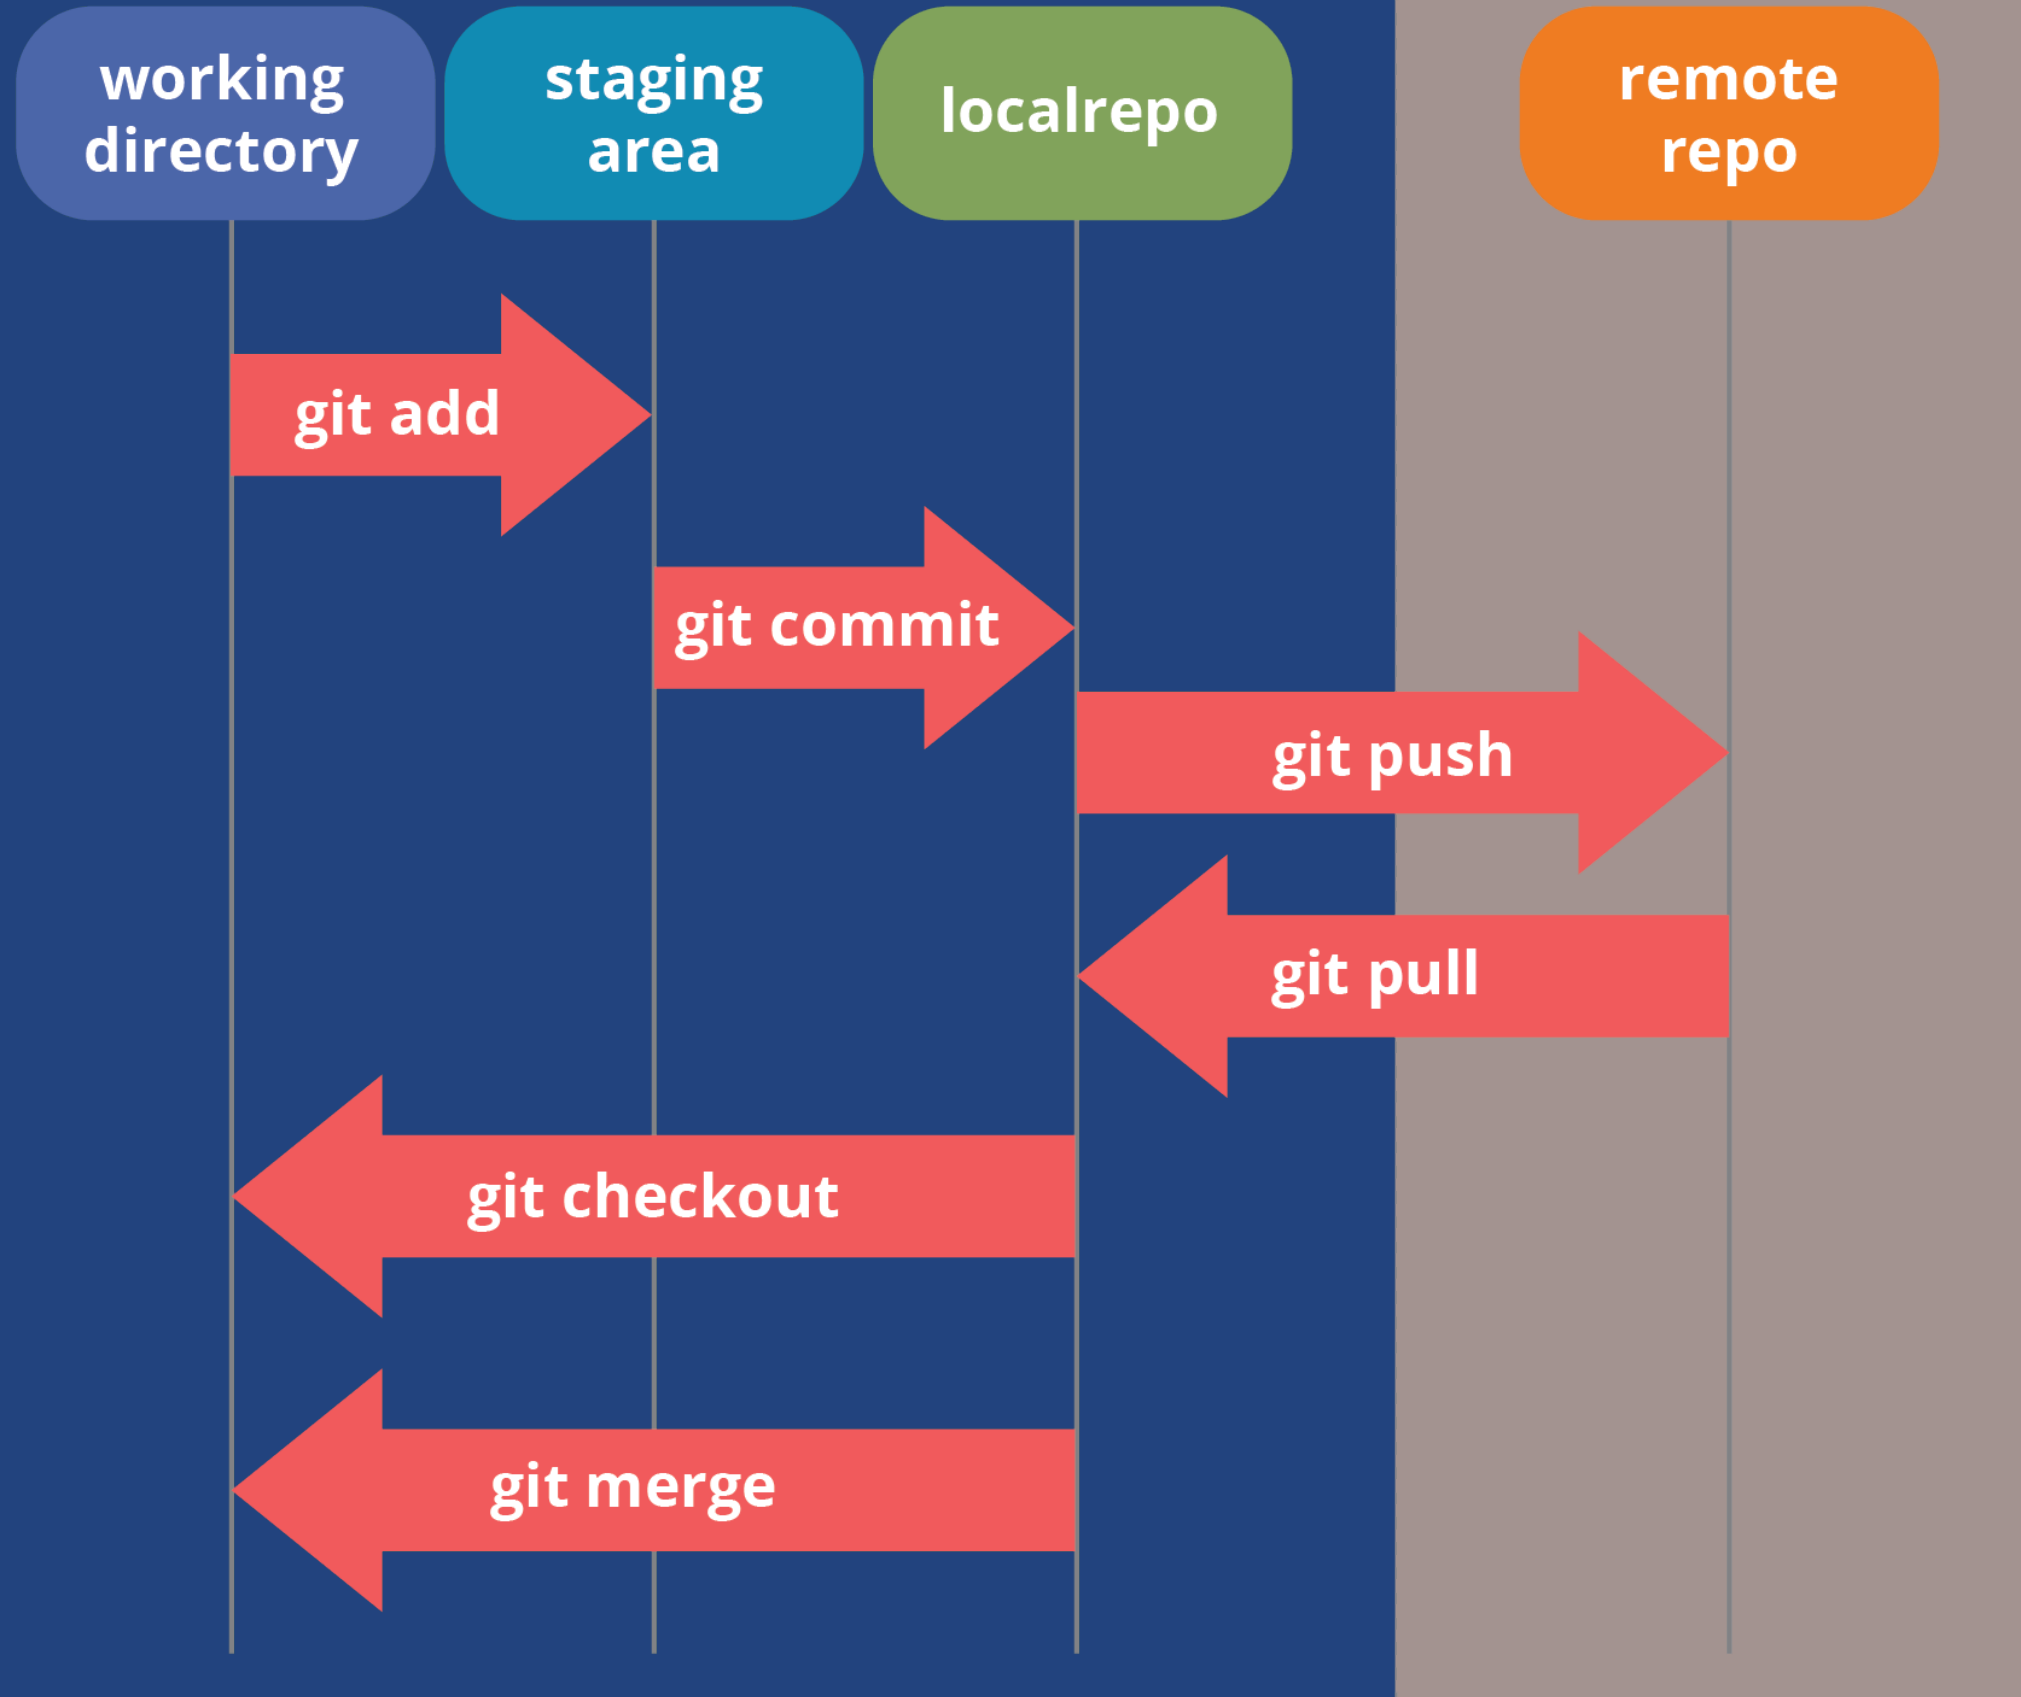 working
directory
staging
area
localrepo
remote
repo
git add
git commit
git push
git pull
git checkout
git merge